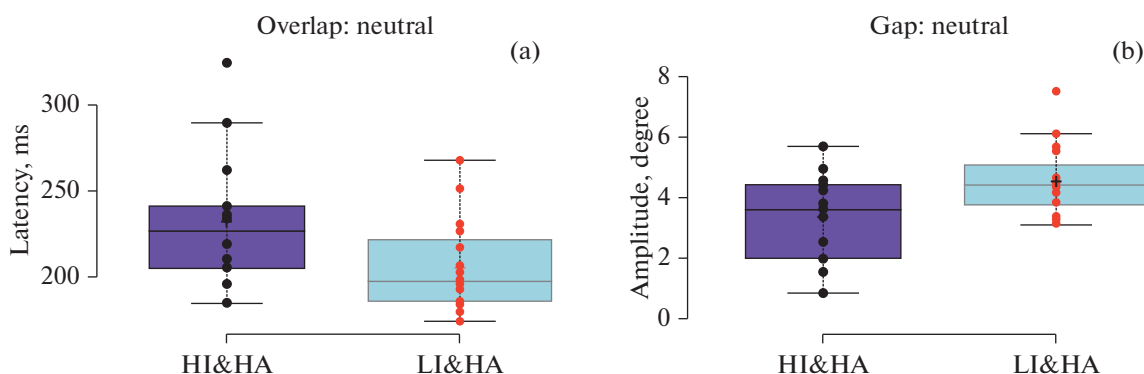 Overlap: neutral
(a)
Latency, ms
300
250
200
HI&HA
LI&HA
Gap: neutral
(b)
Amplitude, degree
8
6
4
2
0
HI&HA
LI&HA